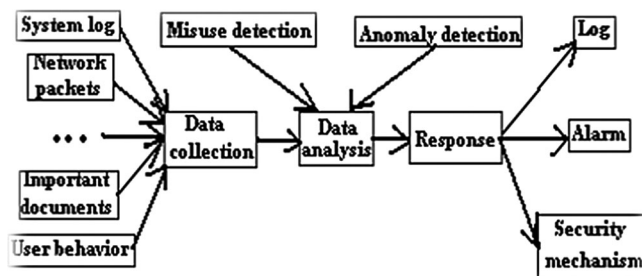 System log
Misuse detection
Anomaly detection
Log
Network
packets
...
Data
collection
Data
analysis
Response
Alarm
Important
documents
User behavior
Security
mechanism